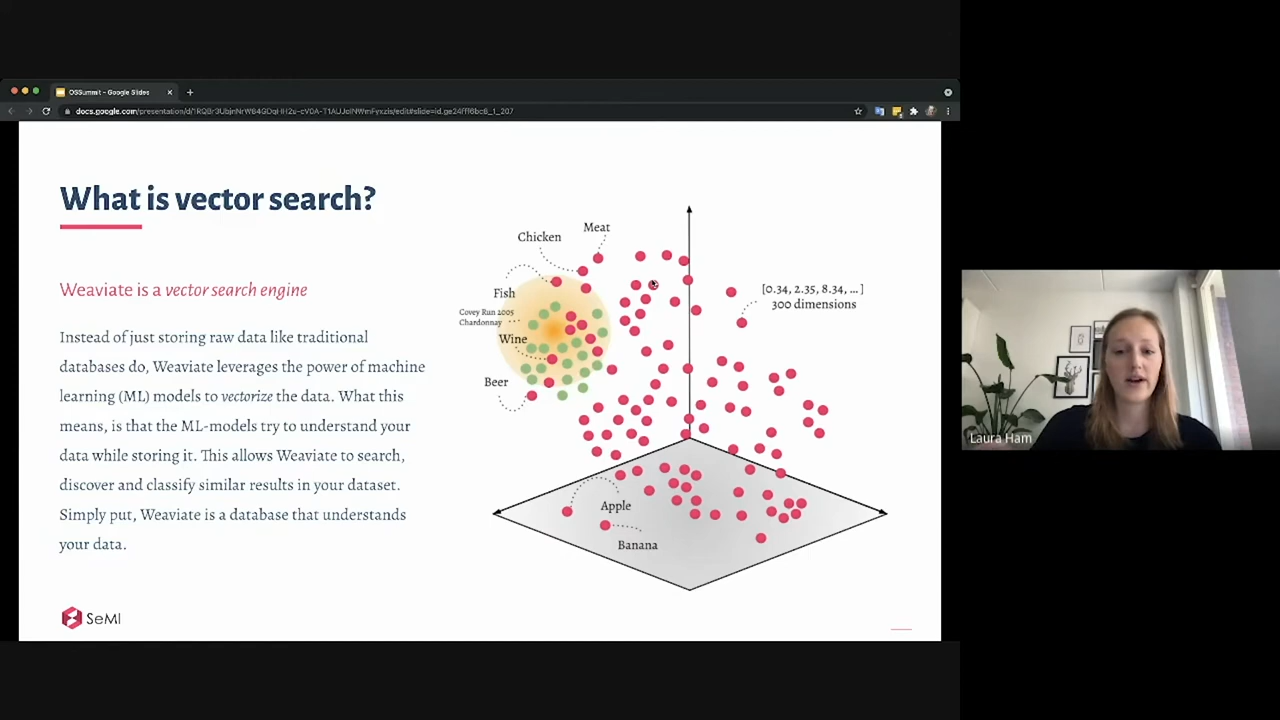 OSSummit - Google Slides
What is vector search?
Weaviate is a vector search engine
Instead of just storing raw data like traditional
databases do, Weaviate leverages the power of machine
learning (ML) models to vectorize the data. What this
means, is that the ML-models try to understand your
data while storing it. This allows Weaviate to search,
discover and classify similar results in your dataset.
Simply put, Weaviate is a database that understands
your data.
SeMI
Meat
Chicken
Fish
Covey Run 2005
Chardonnay
Wine
Beer
[0.34, 2.35, 8.34, ... ]
300 dimensions
Apple
Banana
Laura Ham